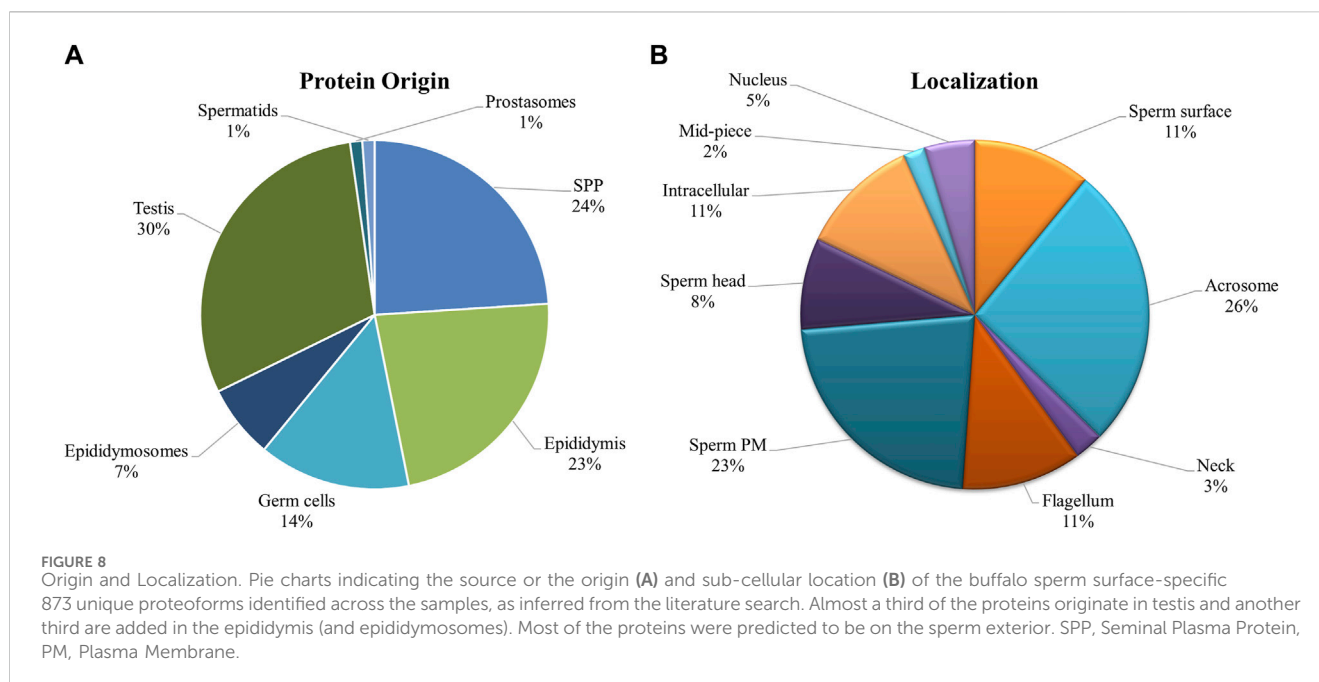 A
Protein Origin
Spermatids
1%
Prostasomes
1%
SPP
24%
Testis
30%
Epididymosomes
7%
Germ cells
14%
Epididymis
23%
B
Localization
Nucleus
5%
Sperm surface
11%
Mid-piece
2%
Intracellular
11%
Sperm head
8%
Acrosome
26%
Sperm PM
23%
Neck
3%
Flagellum
11%
FIGURE 8
Origin and Localization. Pie charts indicating the source or the origin (A) and sub-cellular location (B) of the buffalo sperm surface-specific
873 unique proteoforms identified across the samples, as inferred from the literature search. Almost a third of the proteins originate in testis and another
third are added in the epididymis (and epididymosomes). Most of the proteins were predicted to be on the sperm exterior. SPP, Seminal Plasma Protein,
PM, Plasma Membrane.